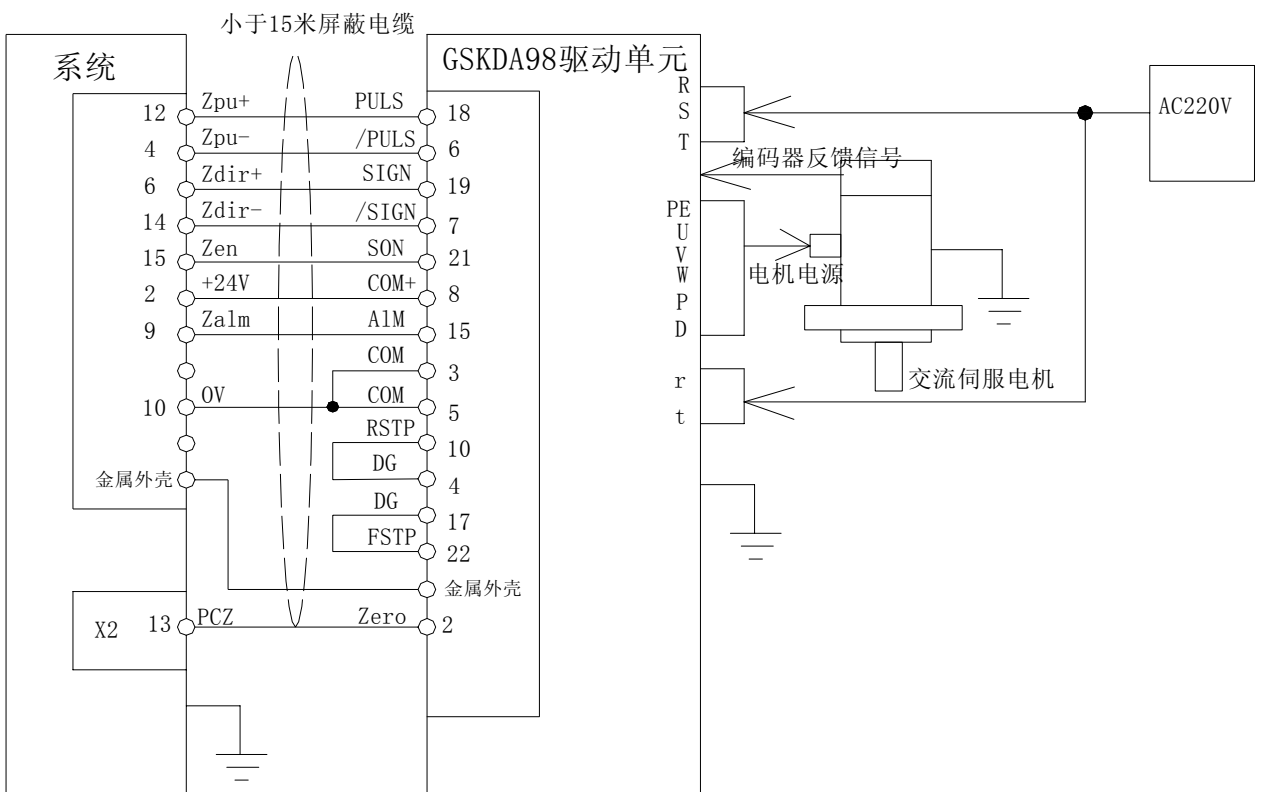 小于15米屏蔽电缆
系统
GSKDA98驱动单元
12 Zpu+ PULS 18
4 Zpu- /PULS 6
6 Zdir+ SIGN 19
14 Zdir- /SIGN 7
15 Zen SON 21
2 +24V COM+ 8
9 Zalm AlM 15
COM 3
10 0V COM 5
RSTP 10
DG 4
金属外壳
DG 17
FSTP 22
金属外壳
X2 13 PCZ Zero 2
R
S
T
AC220V
编码器反馈信号
PE
U
V
W
P
D
电机电源
r
t
交流伺服电机